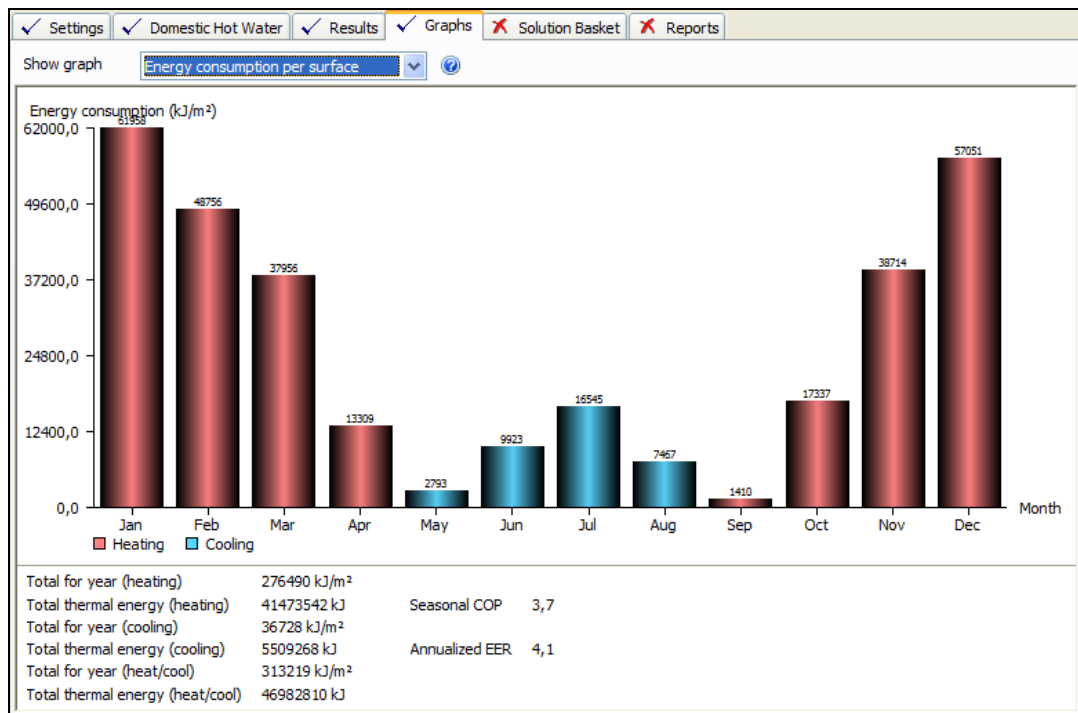 Settings Domestic Hot Water Results Graphs Solution Basket Reports
Show graph Energy consumption per surface
Energy consumption (kJ/m²)
62000,0
49600,0
37200,0
24800,0
12400,0
0,0
61958
48756
37956
13309
2793
9923
16545
7467
1410
17337
38714
57051
Jan Feb Mar Apr May Jun Jul Aug Sep Oct Nov Dec
Month
Heating Cooling
Total for year (heating) 276490 kJ/m²
Total thermal energy (heating) 41473542 kJ Seasonal COP 3,7
Total for year (cooling) 36728 kJ/m²
Total thermal energy (cooling) 5509268 kJ Annualized EER 4,1
Total for year (heat/cool) 313219 kJ/m²
Total thermal energy (heat/cool) 46982810 kJ